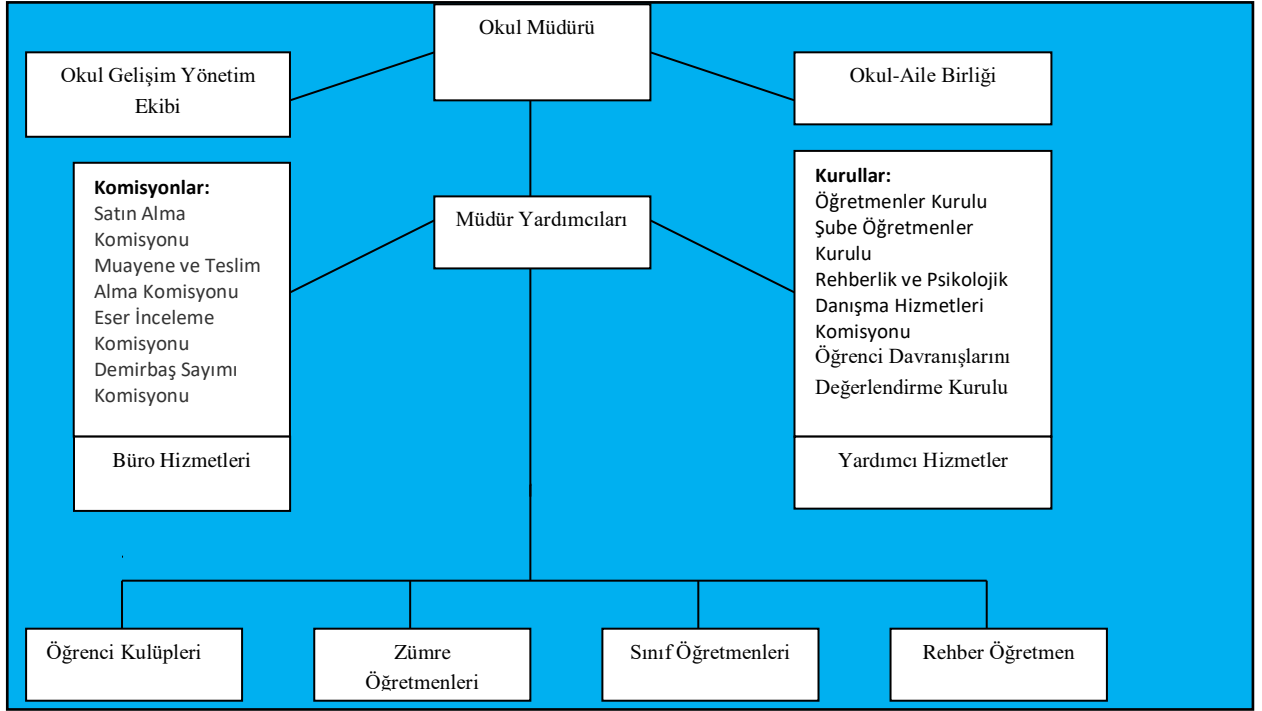 Okul Müdürü
Okul Gelişim Yönetim
Ekibi
Okul-Aile Birliği
Komisyonlar:
Satın Alma
Komisyonu
Muayene ve Teslim
Alma Komisyonu
Eser İnceleme
Komisyonu
Demirbaş Sayımı
Komisyonu
Müdür Yardımcıları
Kurullar:
Öğretmenler Kurulu
Şube Öğretmenler
Kurulu
Rehberlik ve Psikolojik
Danışma Hizmetleri
Komisyonu
Öğrenci Davranışlarını
Değerlendirme Kurulu
Büro Hizmetleri
Yardımcı Hizmetler
Öğrenci Kulüpleri
Zümre
Öğretmenleri
Sınıf Öğretmenleri
Rehber Öğretmen